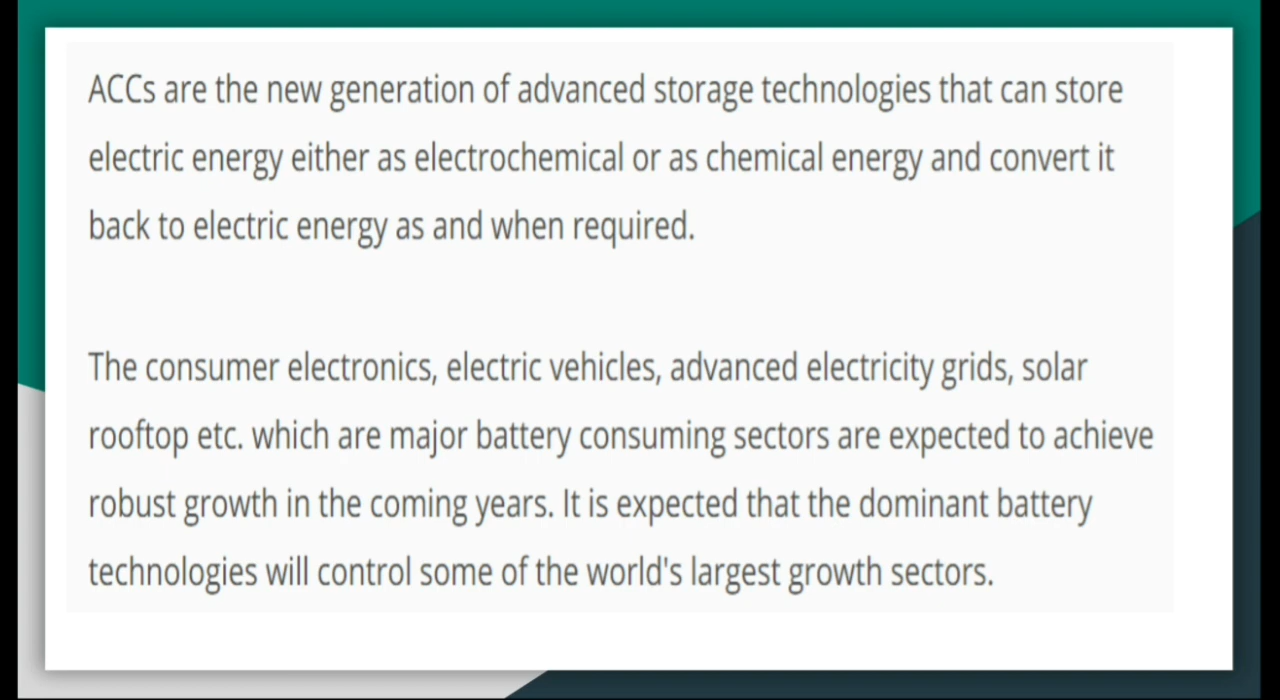 ACCs are the new generation of advanced storage technologies that can store
electric energy either as electrochemical or as chemical energy and convert it
back to electric energy as and when required.
The consumer electronics, electric vehicles, advanced electricity grids, solar
rooftop etc. which are major battery consuming sectors are expected to achieve
robust growth in the coming years. It is expected that the dominant battery
technologies will control some of the world's largest growth sectors.